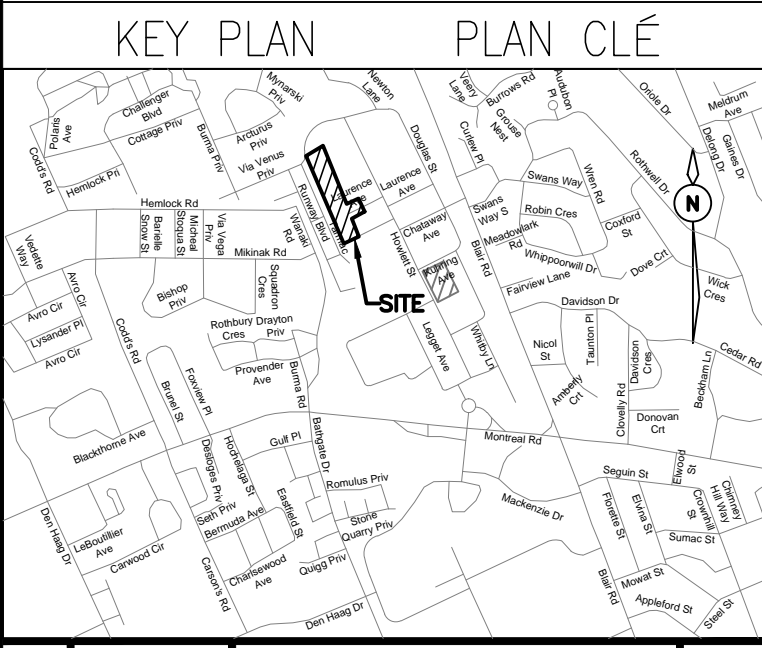 KEY PLAN PLAN CLÉ
Mynarski
Priv
Newton
Lane
Veery
Lane
Burrows Rd
Audubon
Pl
Oriole Dr
Meldrum
Ave
Polaris
Ave
Challenger
Blvd
Cottage Priv
Burma Priv
Arcturus
Priv
Via Venus
Priv
Douglas St
Grouse
Nest
Curlew Pl
Delong Dr
Gaines Dr
Codd's Rd
Hemlock Pri
Laurence
Laurence
Ave
Swans Way
Wren Rd
Rothwell Dr
Hemlock Rd
Runway Blvd
Tarmac
Wanaki
Rd
Swans
Way S
Robin Cres
Coxford
St
N
Vedette
Way
Barielle
Snow St
Micheal
Stoqua St
Via Vega
Priv
Mikinak Rd
Howlett St
Chataway
Ave
Meadowlark
Rd
Blair Rd
Whippoorwill Dr
Dove Crt
Avro Cir
Avro Cir
Lysander Pl
Avro Cir
Bishop
Priv
Squadron
Cres
SITE
Fairview Lane
Wick
Cres
Davidson Dr
Codd's Rd
Rothbury
Cres
Drayton
Priv
Provender
Ave
Burma Rd
Legget Ave
Whitby Ln
Nicol
St
Taunton Pl
Davidson
Cres
Cedar Rd
Beckham Ln
Brunel St
Foxview Pl
Amberly
Crt
Clovelly Rd
Donovan
Crt
Blackthorne Ave
Gulf Pl
Bathgate Dr
Montreal Rd
Desloges Priv
Hochelaga St
Seguin St
Elwood
St
Romulus Priv
Den Haag Dr
Seth Priv
Bermuda Ave
Eastfield St
Stone
Quarry Priv
Mackenzie Dr
Florette St
Elvina St
Crownhill
St
Chimney
Hill Way
LeBoutillier
Ave
Carwood Cir
Sumac St
Carson's Rd
Charlsewood
Ave
Quigg Priv
Blair Rd
Mowat St
Den Haag Dr
Appleford St
Steel St